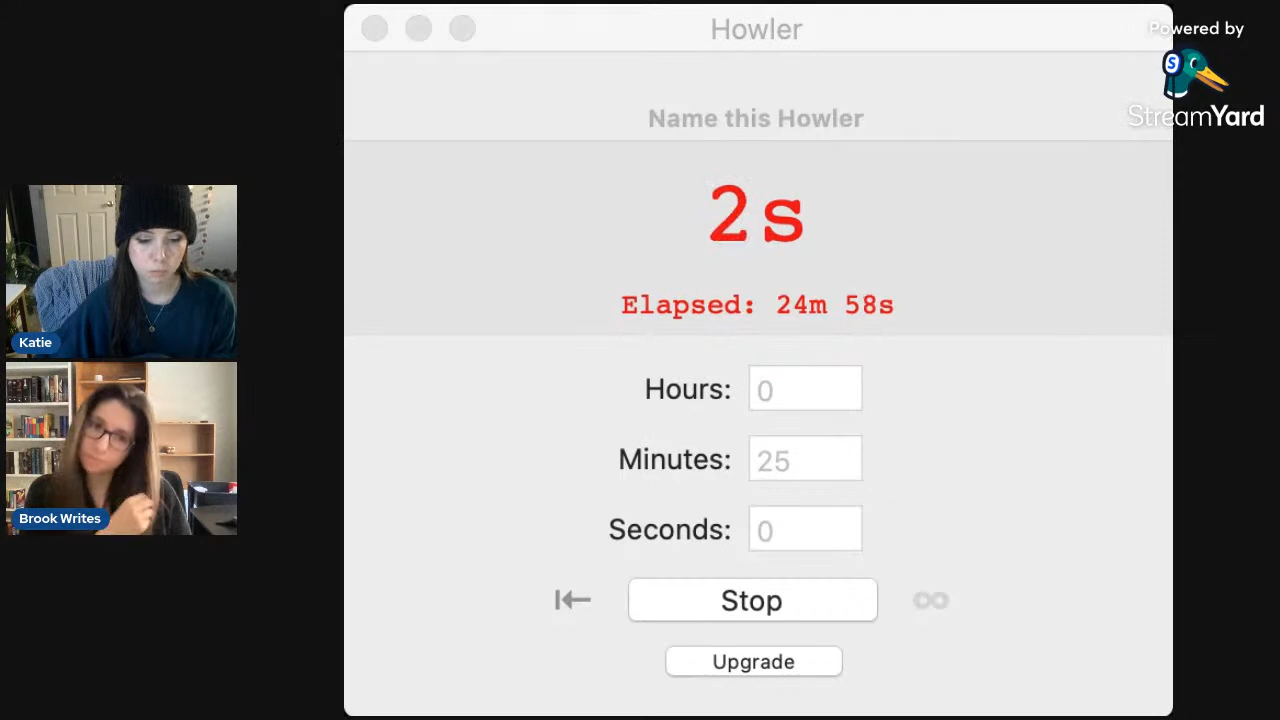 Howler
Powered by
StreamYard
Name this Howler
2s
Elapsed: 24m 58s
Katie
Brook Writes
Hours: 0
Minutes: 25
Seconds: 0
Stop
Upgrade